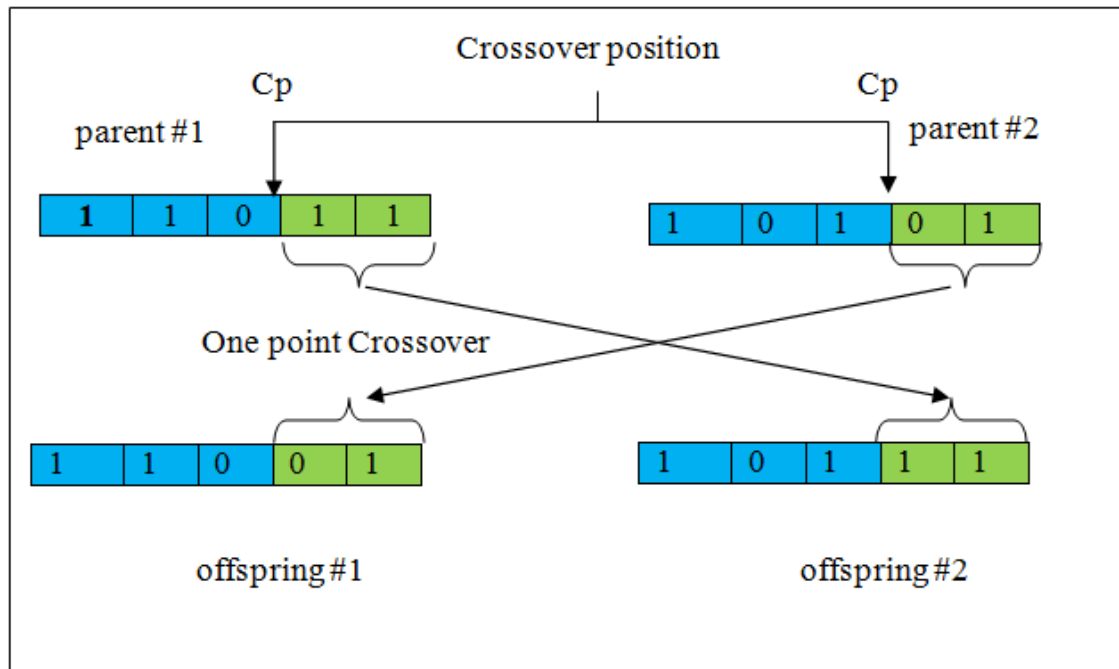 Crossover position
Cp Cp
parent #1 parent #2
1 1 0 1 1
1 0 1 0 1
One point Crossover
1 1 0 0 1
1 0 1 1 1
offspring #1 offspring #2